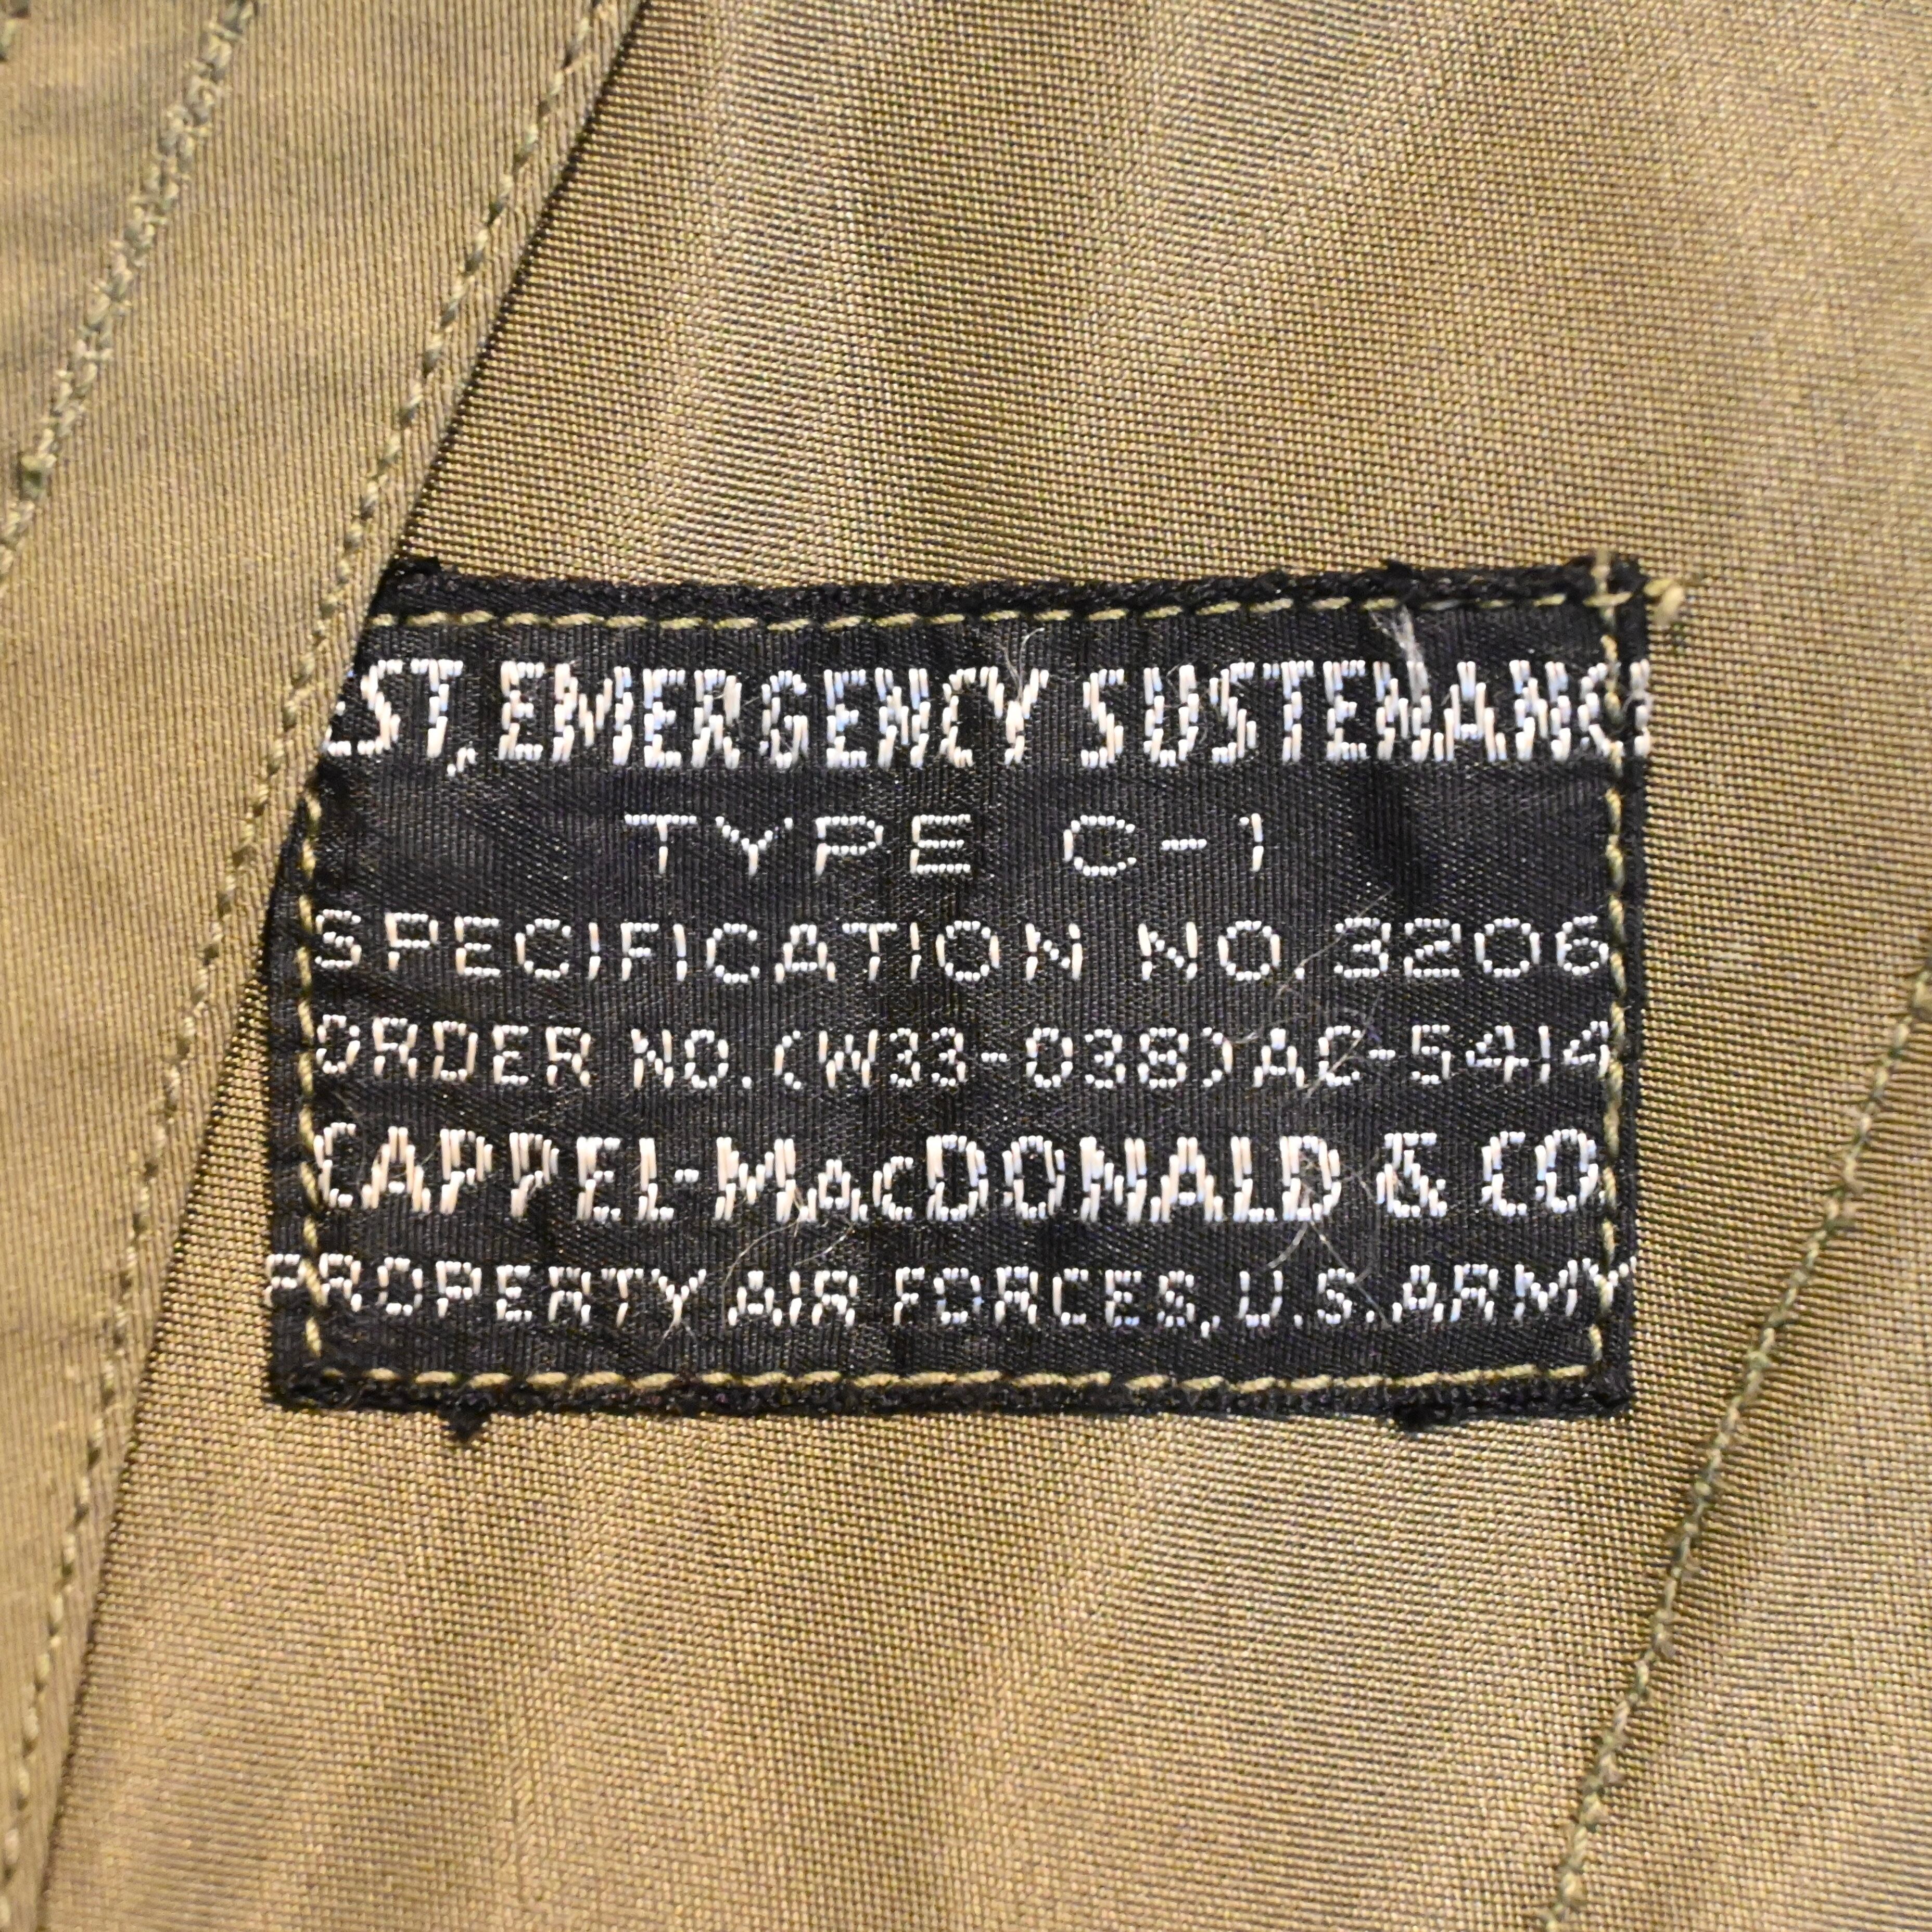 EST, EMERGENCY SUSTENANC
TYPE C-1
SPECIFICATION NO. 3206
ORDER NO. (W33-038) AC-5414
CAPPEL-MacDONALD & CO
PROPERTY AIR FORCES, U.S. ARMY